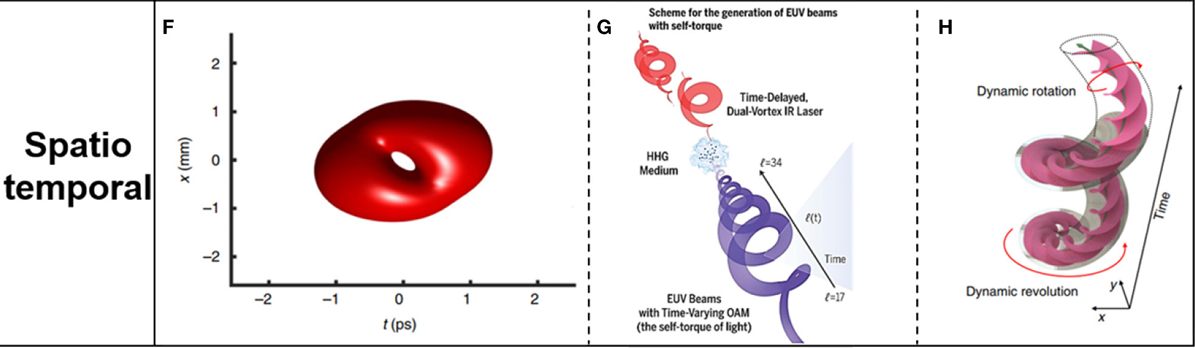 Spatio
temporal
F
x (mm)
2
1
0
−1
−2
−2
−1
0
1
2
t (ps)
G
Scheme for the generation of EUV beams
with self-torque
Time-Delayed,
Dual-Vortex IR Laser
HHG
Medium
ℓ=34
ℓ(t)
Time
ℓ=17
EUV Beams
with Time-Varying OAM
(the self-torque of light)
H
Dynamic rotation
Time
Dynamic revolution
y
x